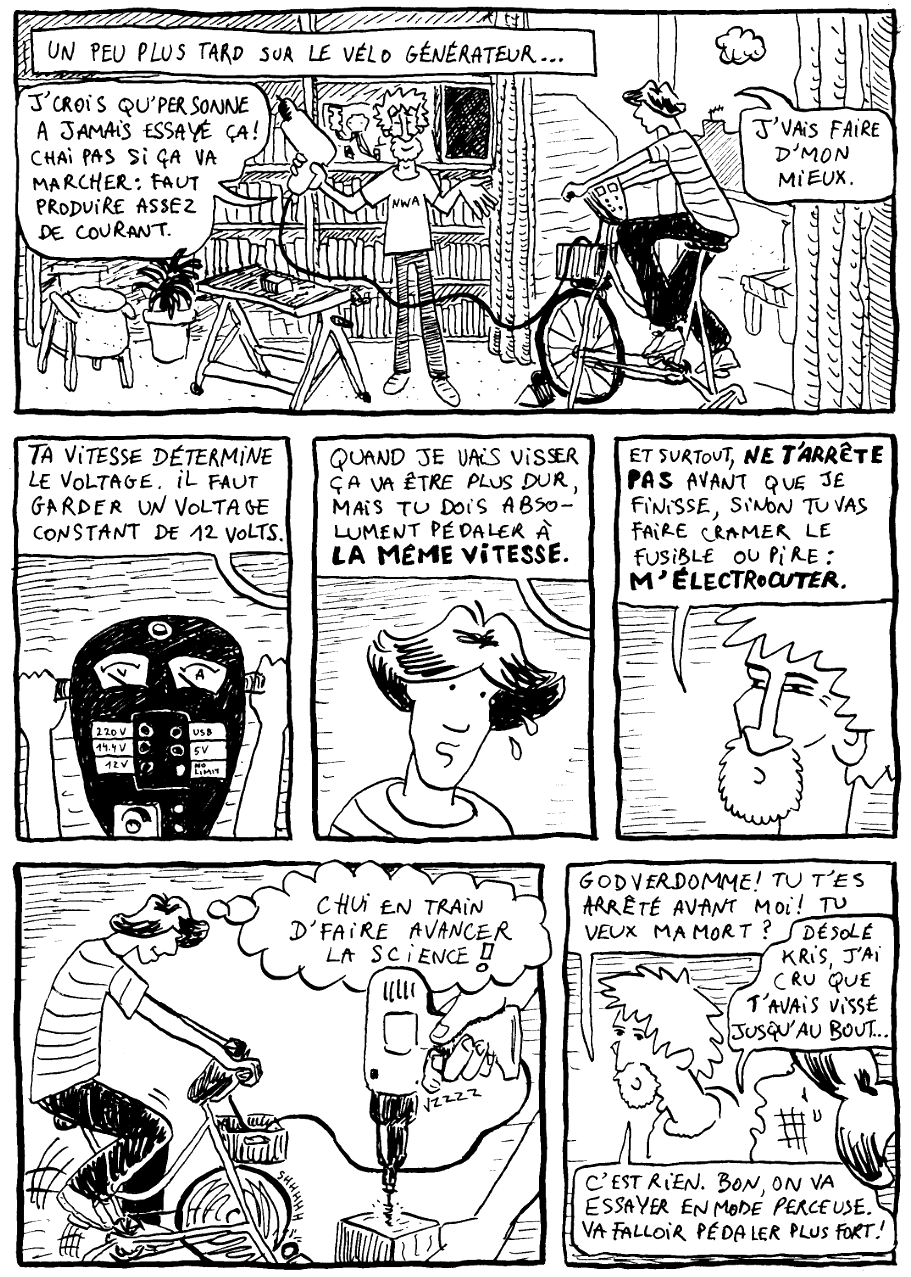 UN PEU PLUS TARD SUR LE VÉLO GÉNÉRATEUR...
J'CROIS QU'PERSONNE
A JAMAIS ESSAYÉ ÇA!
CHAI PAS SI ÇA VA
MARCHER: FAUT
PRODUIRE ASSEZ
DE COURANT.
NWA
J'VAIS FAIRE
D'MON
MIEUX.
TA VITESSE DÉTERMINE
LE VOLTAGE. IL FAUT
GARDER UN VOLTAGE
CONSTANT DE 12 VOLTS.
V
A
220V
USB
14.4V
5V
12V
NO
LIMIT
QUAND JE VAIS VISSER
ÇA VA ÊTRE PLUS DUR,
MAIS TU DOIS ABSO-
LUMENT PÉDALER À
LA MÊME VITESSE.
ET SURTOUT, NE T'ARRÊTE
PAS AVANT QUE JE
FINISSE, SINON TU VAS
FAIRE CRAMER LE
FUSIBLE OU PIRE:
M'ÉLECTROCUTER.
CHUI EN TRAIN
D'FAIRE AVANCER
LA SCIENCE!
VZZZZ
SHHHHHH
GODVERDOMME! TU T'ES
ARRÊTÉ AVANT MOI! TU
VEUX MA MORT?
DÉSOLÉ
KRIS, J'AI
CRU QUE
T'AVAIS VISSÉ
JUSQU'AU BOUT...
C'EST RIEN. BON, ON VA
ESSAYER EN MODE PERCEUSE.
VA FALLOIR PÉDALER PLUS FORT!